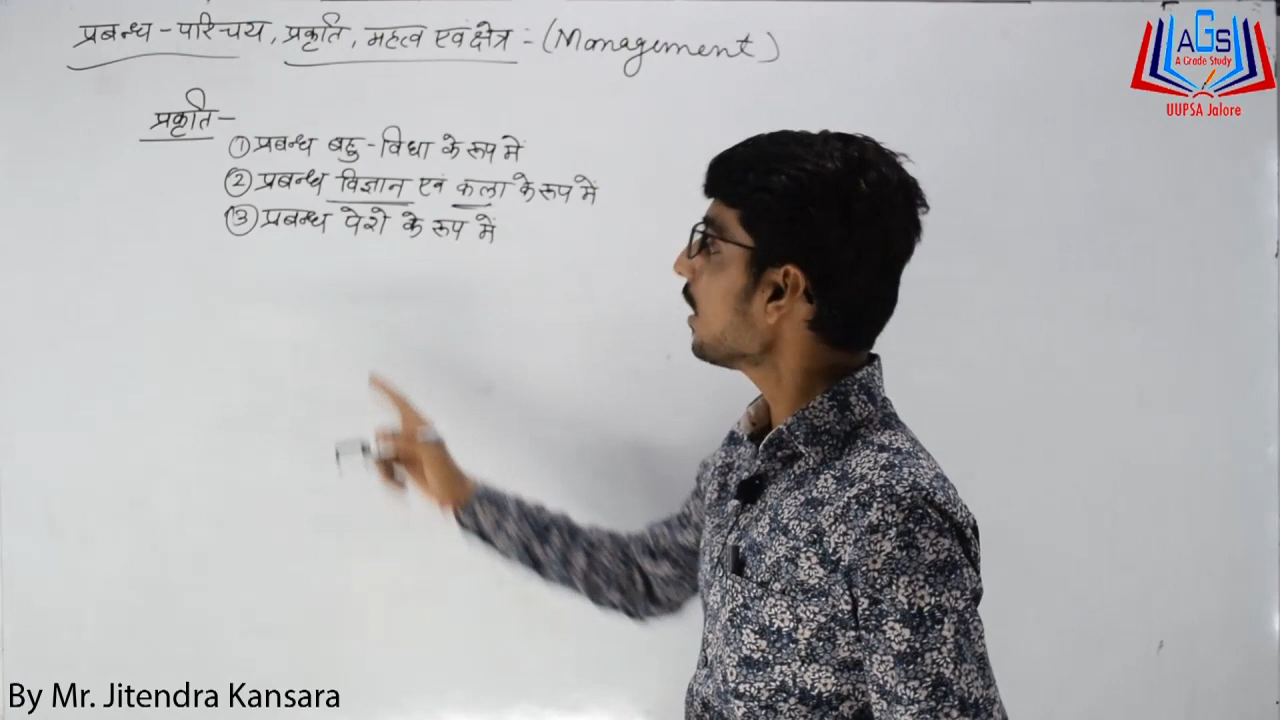 प्रबन्ध - परिचय, प्रकृति, महत्व एवं क्षेत्र :- (Management)
प्रकृति -
① प्रबन्ध बहु - विधा के रूप में
② प्रबन्ध विज्ञान एवं कला के रूप में
③ प्रबन्ध पेशे के रूप में
AGS
A Grade Study
UUPSA Jalore
By Mr. Jitendra Kansara